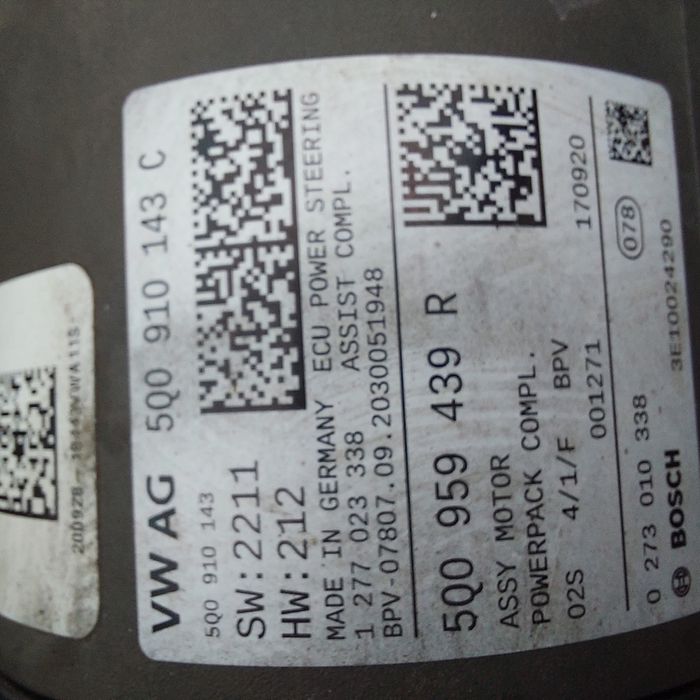 VW AG 5Q0 910 143 C
5Q0 910 143
SW:2211
HW:212
MADE IN GERMANY ECU POWER STEERING
1 277 023 338 ASSIST COMPL.
BPV-07807.09.2030051948
5Q0 959 439 R
ASSY MOTOR
POWERPACK COMPL.
02S 4/1/F BPV 170920
001271
078
0 273 010 338
BOSCH 3E10024290